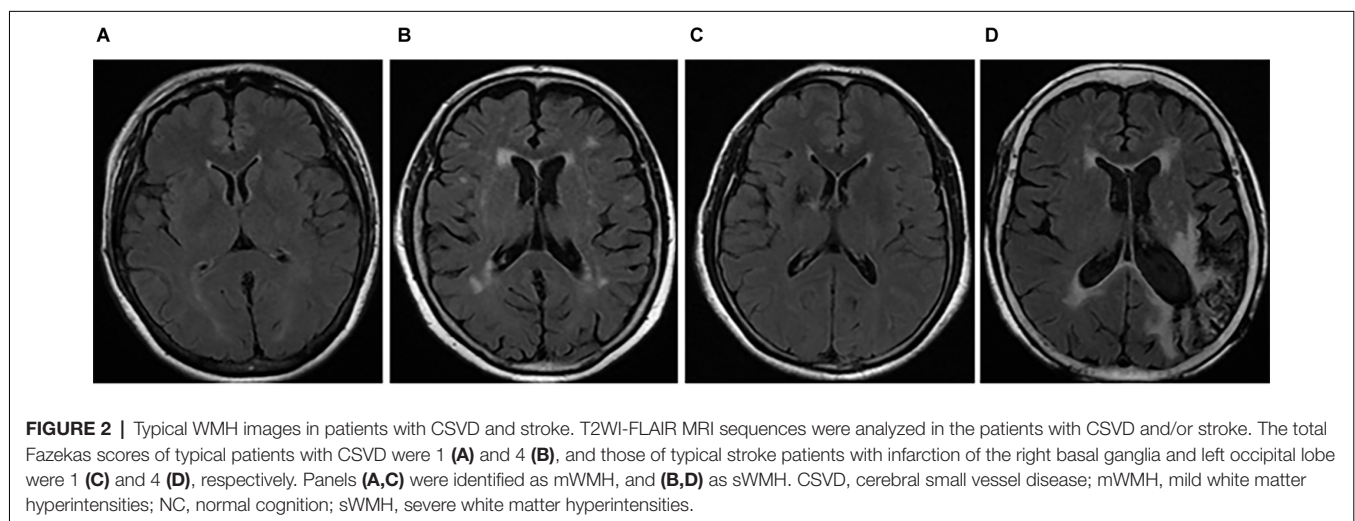 A B C D
FIGURE 2 | Typical WMH images in patients with CSVD and stroke. T2WI-FLAIR MRI sequences were analyzed in the patients with CSVD and/or stroke. The total
Fazekas scores of typical patients with CSVD were 1 (A) and 4 (B), and those of typical stroke patients with infarction of the right basal ganglia and left occipital lobe
were 1 (C) and 4 (D), respectively. Panels (A,C) were identified as mWMH, and (B,D) as sWMH. CSVD, cerebral small vessel disease; mWMH, mild white matter
hyperintensities; NC, normal cognition; sWMH, severe white matter hyperintensities.